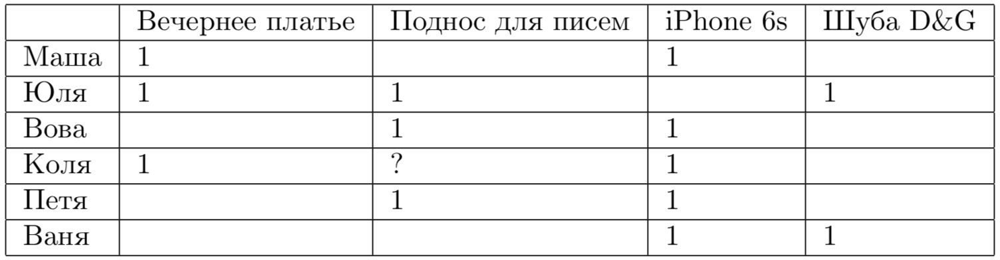 Вечернее платье Поднос для писем iPhone 6s Шуба D&G
Маша 1 1
Юля 1 1 1
Вова 1 1
Коля 1 ? 1
Петя 1 1
Ваня 1 1